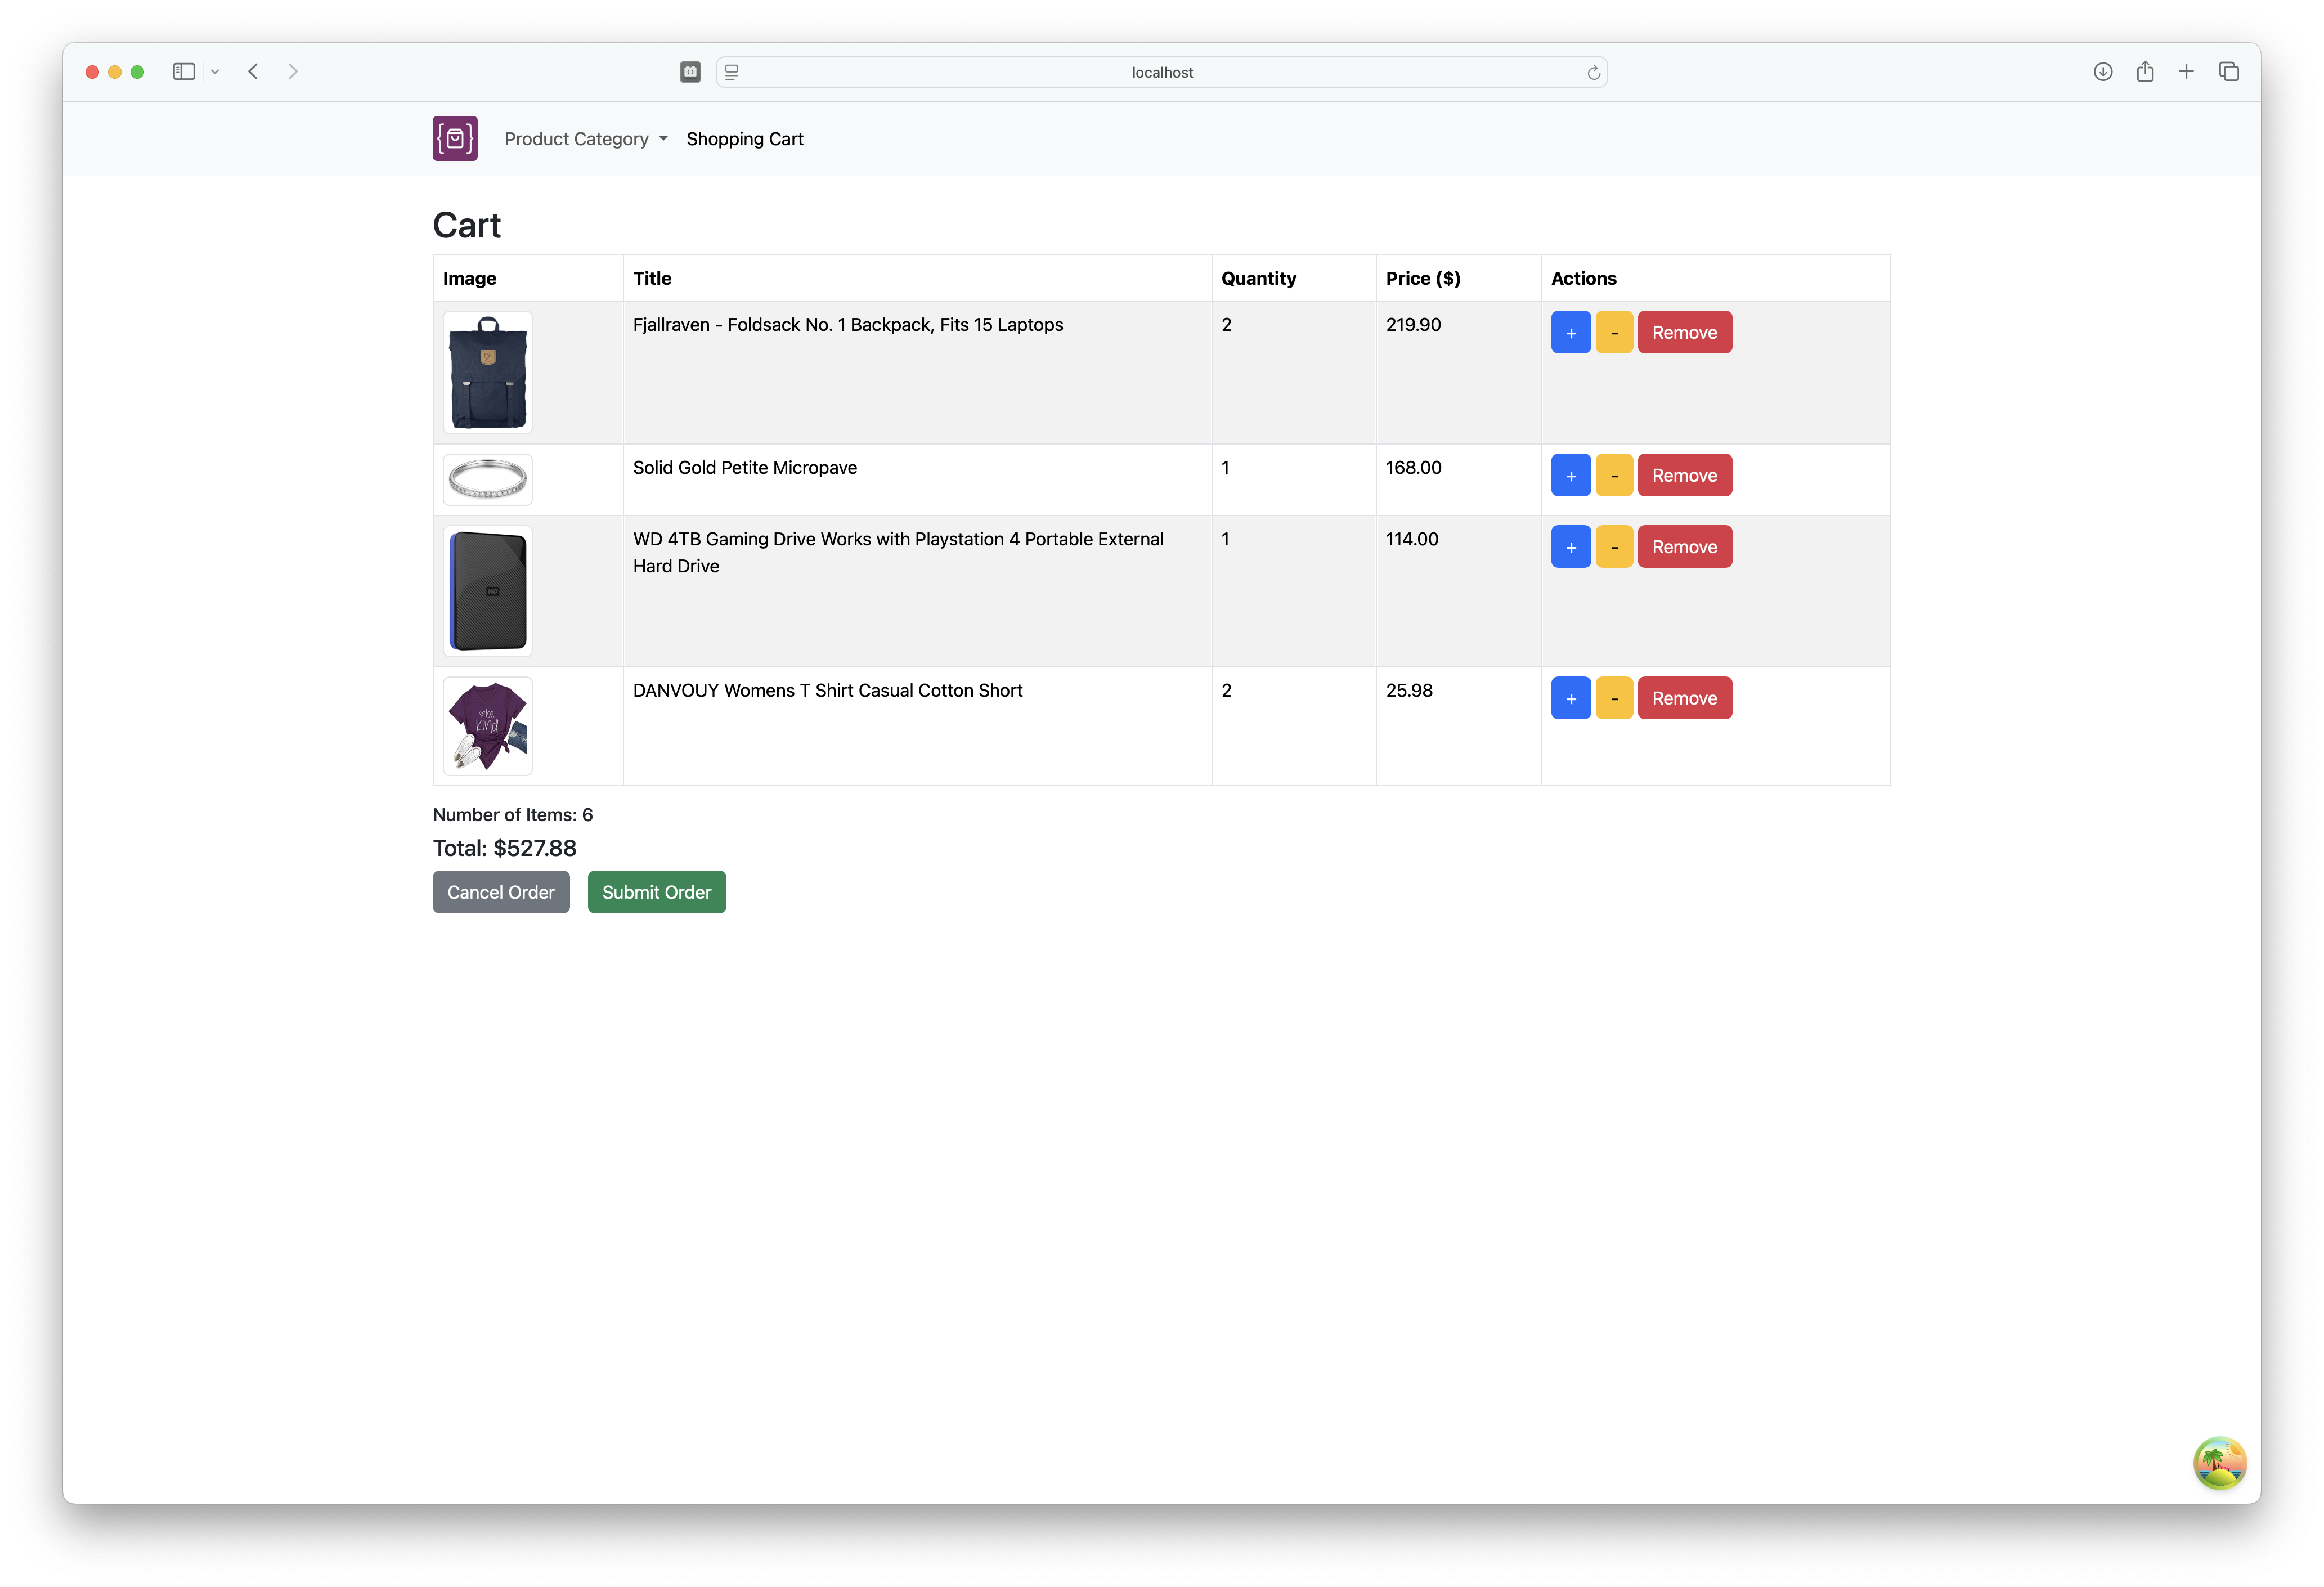 localhost
Product Category Shopping Cart
Cart
Image Title Quantity Price ($) Actions
Fjallraven - Foldsack No. 1 Backpack, Fits 15 Laptops 2 219.90 + - Remove
Solid Gold Petite Micropave 1 168.00 + - Remove
WD 4TB Gaming Drive Works with Playstation 4 Portable External 1 114.00 + - Remove
Hard Drive
WD
DANVOUY Womens T Shirt Casual Cotton Short 2 25.98 + - Remove
be
kind
Number of Items: 6
Total: $527.88
Cancel Order Submit Order